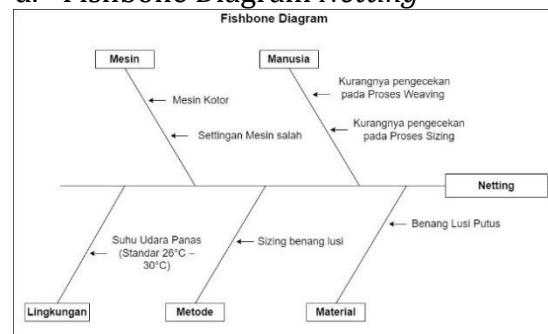 Fishbone Diagram Netting
Fishbone Diagram
Mesin
Manusia
Mesin Kotor
Settingan Mesin salah
Kurangnya pengecekan
pada Proses Weaving
Kurangnya pengecekan
pada Proses Sizing
Netting
Suhu Udara Panas
(Standar 26°C –
30°C)
Sizing benang lusi
Benang Lusi Putus
Lingkungan
Metode
Material